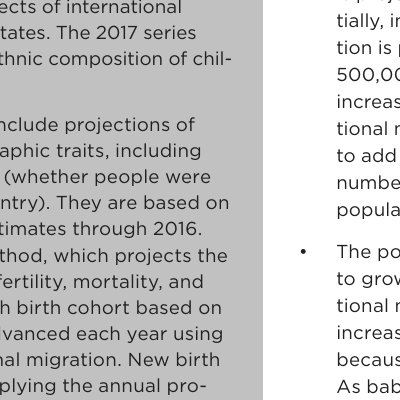 ects of international
tates. The 2017 series
thnic composition of chil-
nclude projections of
aphic traits, including
(whether people were
ntry). They are based on
timates through 2016.
thod, which projects the
fertility, mortality, and
h birth cohort based on
dvanced each year using
nal migration. New birth
plying the annual pro-
tially, i
tion is
500,00
increas
tional
to add
numbe
popula
• The po
to grow
tional
increas
becaus
As bab